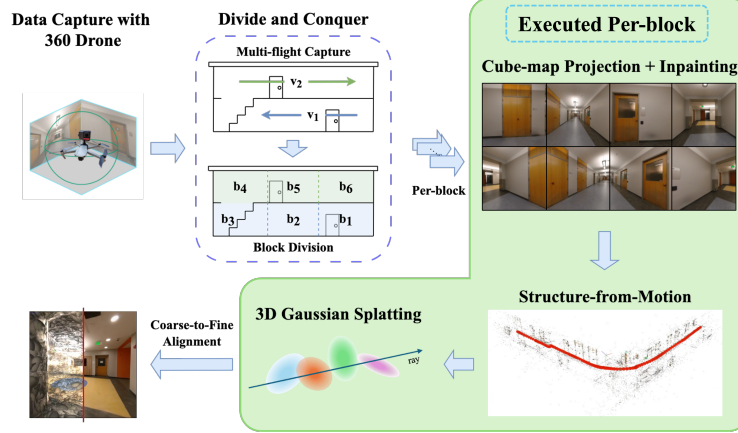 Data Capture with
360 Drone
Divide and Conquer
Multi-flight Capture
v2
v1
b4
b5
b6
b3
b2
b1
Block Division
Per-block
Executed Per-block
Cube-map Projection + Inpainting
Structure-from-Motion
3D Gaussian Splatting
ray
Coarse-to-Fine
Alignment